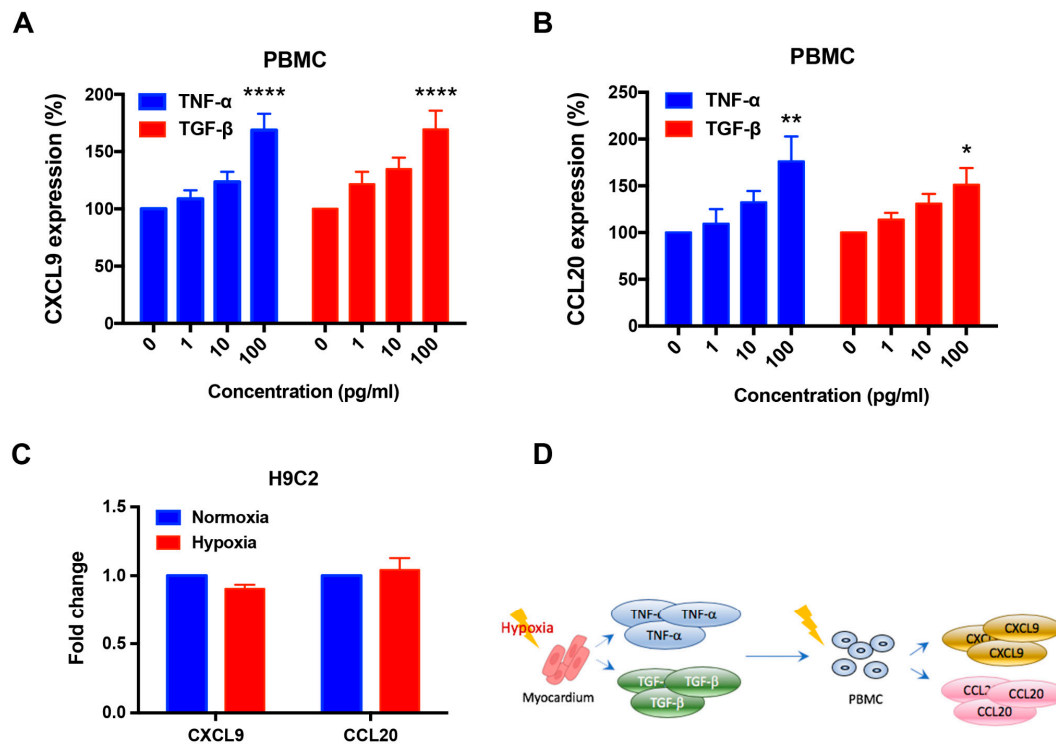 A
PBMC
TNF-α
TGF-β
****
****
CXCL9 expression (%)
200
150
100
50
0
0 1 10 100 0 1 10 100
Concentration (pg/ml)
B
PBMC
TNF-α
TGF-β
**
*
CCL20 expression (%)
250
200
150
100
50
0
0 1 10 100 0 1 10 100
Concentration (pg/ml)
C
H9C2
Normoxia
Hypoxia
Fold change
1.5
1.0
0.5
0.0
CXCL9 CCL20
D
Hypoxia
Myocardium
TNF-α TNF-α
TNF-α
TGF- TGF-β
TGF-β
PBMC
CXCL9
CXCL9
CCL20
CCL20